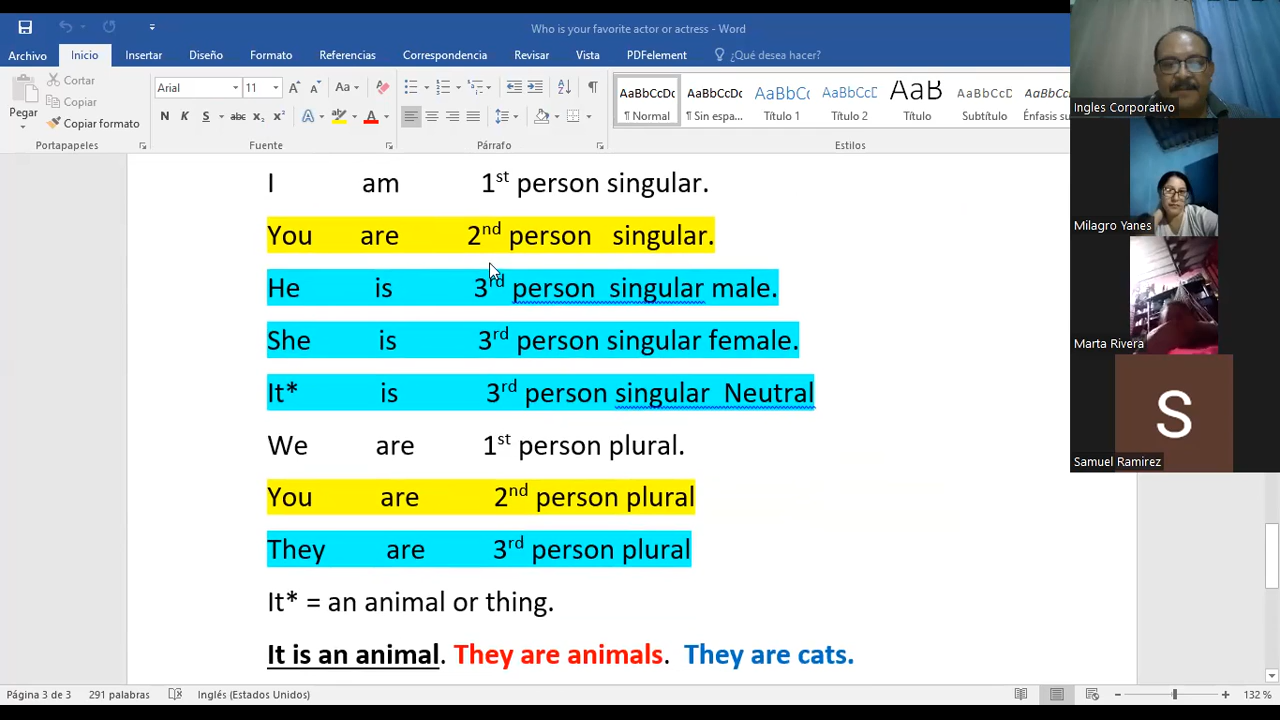 Who is your favorite actor or actress - Word
Archivo Inicio Insertar Diseño Formato Referencias Correspondencia Revisar Vista PDFelement ¿Qué desea hacer?
Pegar
Cortar
Copiar
Copiar formato
Portapapeles
Arial 11
N K S abc x₂ x²
Fuente
Párrafo
AaBbCcDc AaBbCcDc AaBbCc AaBbCcD AaB AaBbCcD AaBbCcDc
¶ Normal ¶ Sin espa... Título 1 Título 2 Título Subtítulo Énfasis su
Estilos
I am 1st person singular.
You are 2nd person singular.
He is 3rd person singular male.
She is 3rd person singular female.
It* is 3rd person singular Neutral
We are 1st person plural.
You are 2nd person plural
They are 3rd person plural
It* = an animal or thing.
It is an animal. They are animals. They are cats.
Página 3 de 3 291 palabras Inglés (Estados Unidos) 132 %
Ingles Corporativo
Milagro Yanes
Marta Rivera
S
Samuel Ramirez